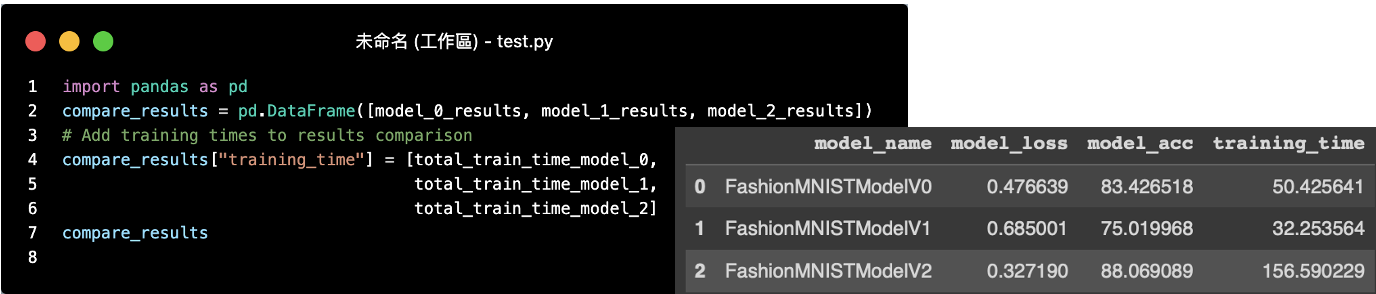 未命名 (工作區) - test.py
1 import pandas as pd
2 compare_results = pd.DataFrame([model_0_results, model_1_results, model_2_results])
3 # Add training times to results comparison
4 compare_results["training_time"] = [total_train_time_model_0,
5 total_train_time_model_1,
6 total_train_time_model_2]
7 compare_results
8
model_name model_loss model_acc training_time
0 FashionMNISTModelV0 0.476639 83.426518 50.425641
1 FashionMNISTModelV1 0.685001 75.019968 32.253564
2 FashionMNISTModelV2 0.327190 88.069089 156.590229